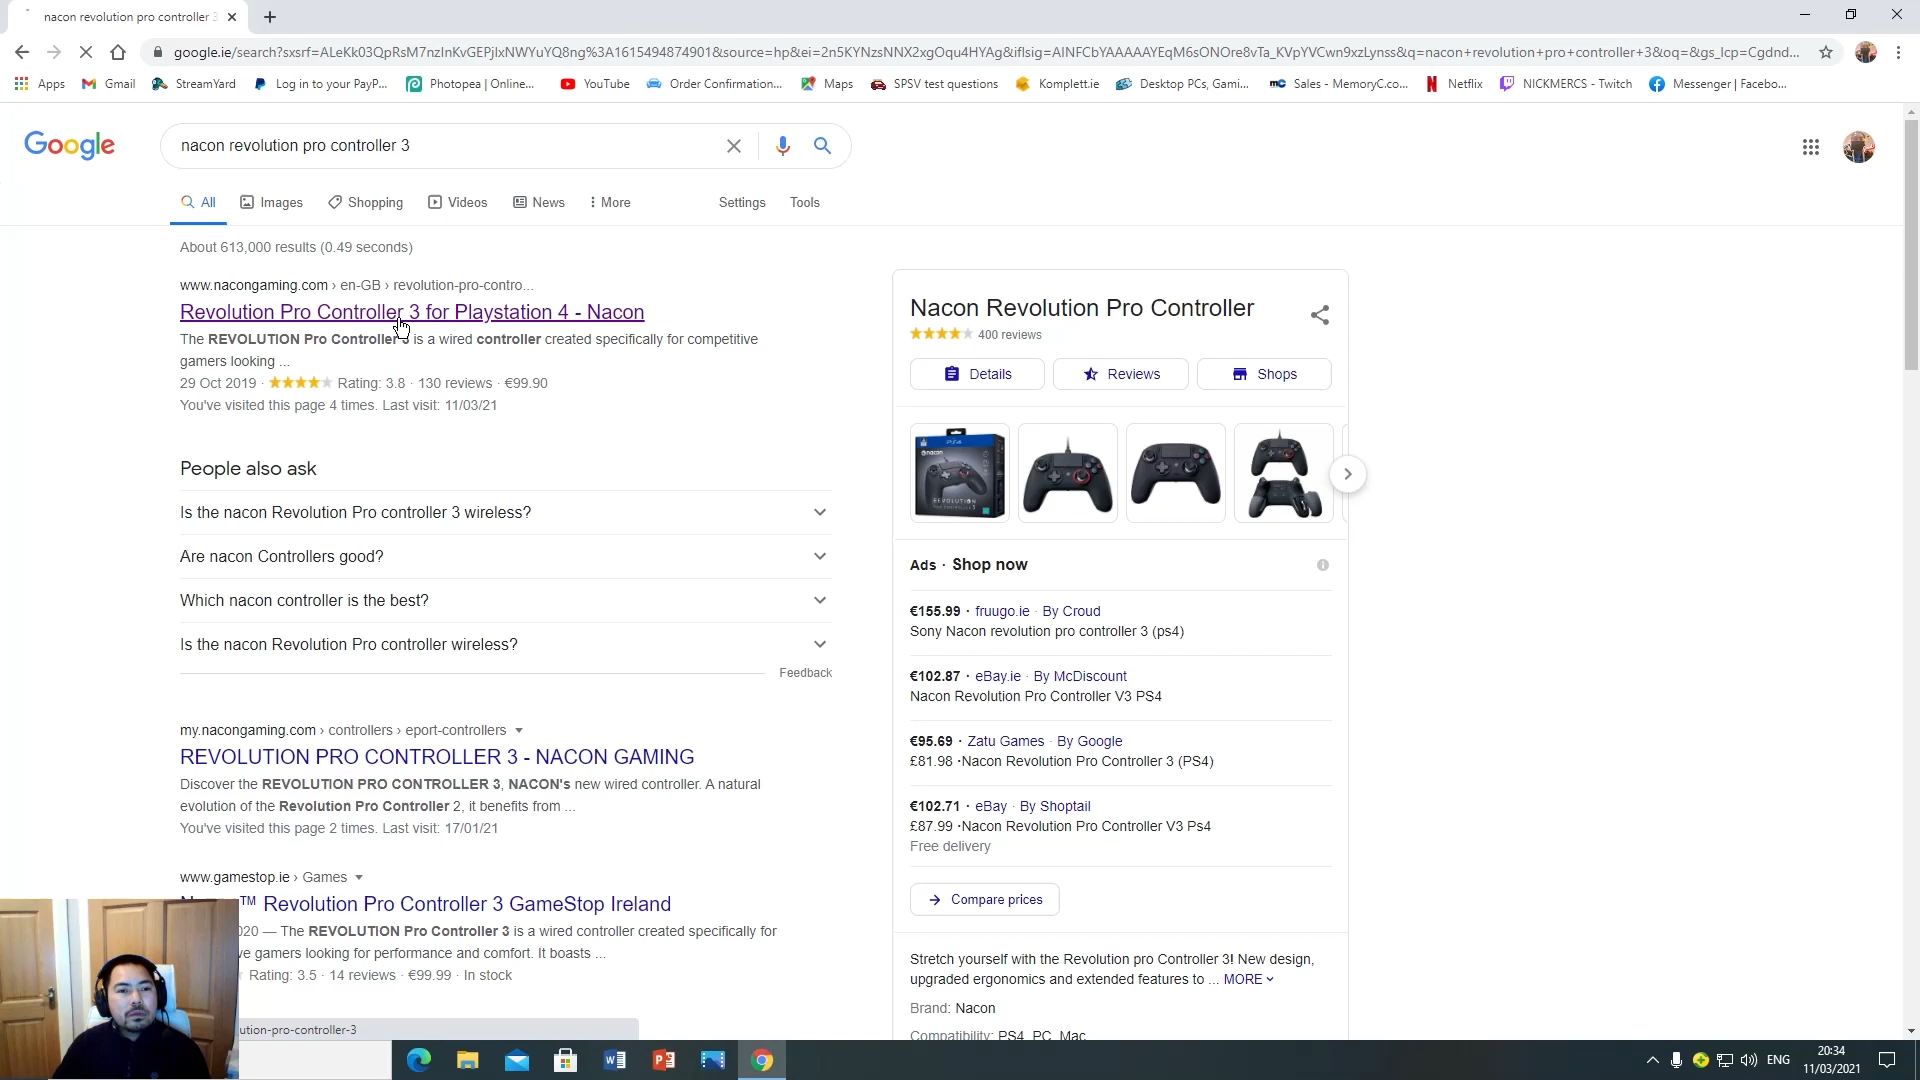 nacon revolution pro controller 3
google.ie/search?sxsrf=ALeKk03QpRsM7nzInKvGEPjIxNWYuYQ8ng%3A1615494874901&source=hp&ei=2n5KYNzsNNX2xgOqu4HYAg&iflsig=AINFCbYAAAAAYEqM6sONOre8vTa_KVpYVCwn9xzLynss&q=nacon+revolution+pro+controller+3&oq=&gs_lcp=Cgdnd...
Apps Gmail StreamYard Log in to your PayP... Photopea | Online... YouTube Order Confirmation... Maps SPSV test questions Komplett.ie Desktop PCs, Gami... Sales - MemoryC.co... Netflix NICKMERCS - Twitch Messenger | Facebo...
Google
nacon revolution pro controller 3
All Images Shopping Videos News More Settings Tools
About 613,000 results (0.49 seconds)
www.nacongaming.com › en-GB › revolution-pro-contro...
Revolution Pro Controller 3 for Playstation 4 - Nacon
The REVOLUTION Pro Controller 3 is a wired controller created specifically for competitive
gamers looking ...
29 Oct 2019 · Rating: 3.8 · 130 reviews · €99.90
You've visited this page 4 times. Last visit: 11/03/21
People also ask
Is the nacon Revolution Pro controller 3 wireless?
Are nacon Controllers good?
Which nacon controller is the best?
Is the nacon Revolution Pro controller wireless?
Feedback
my.nacongaming.com › controllers › eport-controllers
REVOLUTION PRO CONTROLLER 3 - NACON GAMING
Discover the REVOLUTION PRO CONTROLLER 3, NACON's new wired controller. A natural
evolution of the Revolution Pro Controller 2, it benefits from ...
You've visited this page 2 times. Last visit: 17/01/21
www.gamestop.ie › Games
™ Revolution Pro Controller 3 GameStop Ireland
020 — The REVOLUTION Pro Controller 3 is a wired controller created specifically for
ve gamers looking for performance and comfort. It boasts ...
Rating: 3.5 · 14 reviews · €99.99 · In stock
ution-pro-controller-3
Nacon Revolution Pro Controller
400 reviews
Details Reviews Shops
nacon
REVOLUTION
Ads · Shop now
€155.99 · fruugo.ie · By Croud
Sony Nacon revolution pro controller 3 (ps4)
€102.87 · eBay.ie · By McDiscount
Nacon Revolution Pro Controller V3 PS4
€95.69 · Zatu Games · By Google
£81.98 ·Nacon Revolution Pro Controller 3 (PS4)
€102.71 · eBay · By Shoptail
£87.99 ·Nacon Revolution Pro Controller V3 Ps4
Free delivery
Compare prices
Stretch yourself with the Revolution pro Controller 3! New design,
upgraded ergonomics and extended features to ... MORE
Brand: Nacon
Compatibility: PS4, PC, Mac
ENG
20:34
11/03/2021